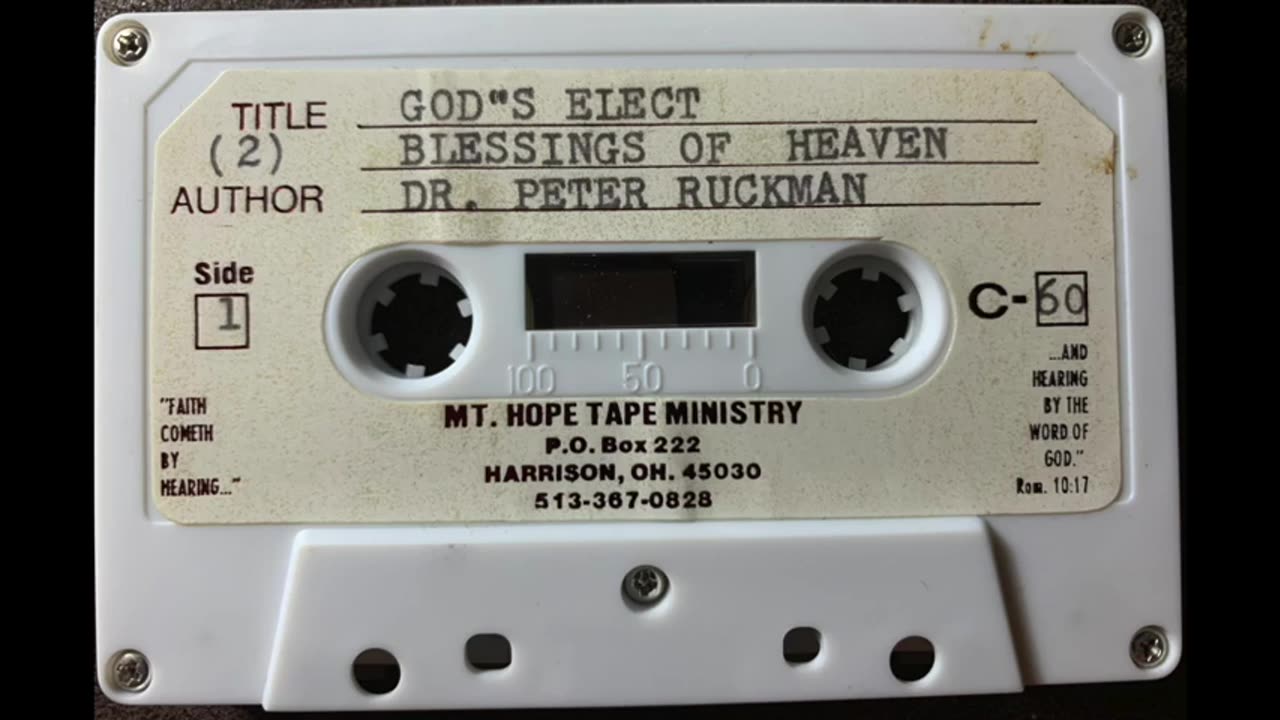 TITLE GOD"S ELECT
(2) BLESSINGS OF HEAVEN
AUTHOR DR. PETER RUCKMAN
Side
1
C-60
100 50 0
"FAITH
COMETH
BY
HEARING..."
...AND
HEARING
BY THE
WORD OF
GOD."
Rom. 10:17
MT. HOPE TAPE MINISTRY
P.O. Box 222
HARRISON, OH. 45030
513-367-0828